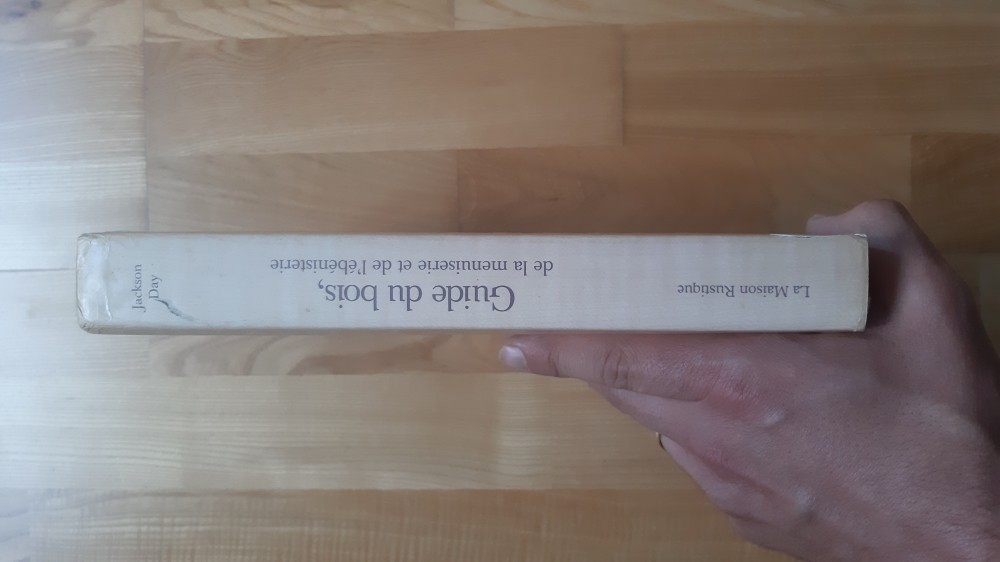 La Maison Rustique
Guide du bois,
de la menuiserie et de l'ébénisterie
Jackson
Day